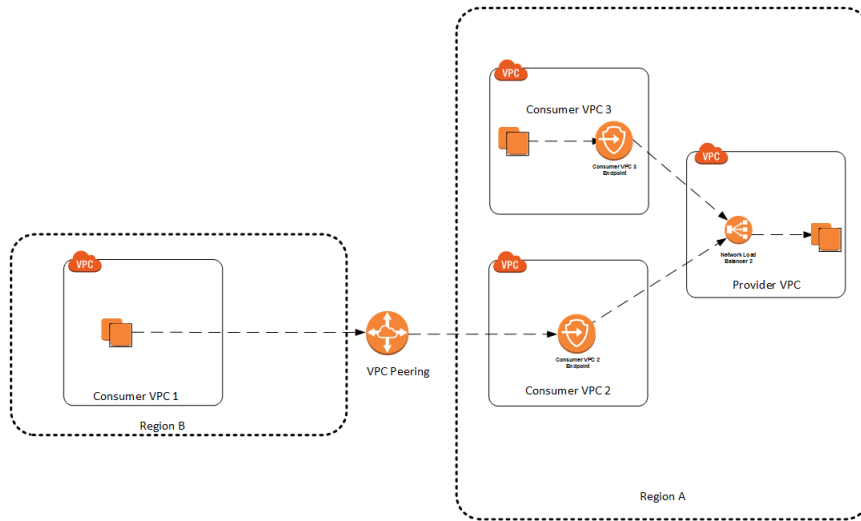 VPC
Consumer VPC 3
Consumer VPC 3
Endpoint
VPC
Network Load
Balancer 2
Provider VPC
VPC
Consumer VPC 1
Region B
VPC Peering
VPC
Consumer VPC 2
Endpoint
Consumer VPC 2
Region A